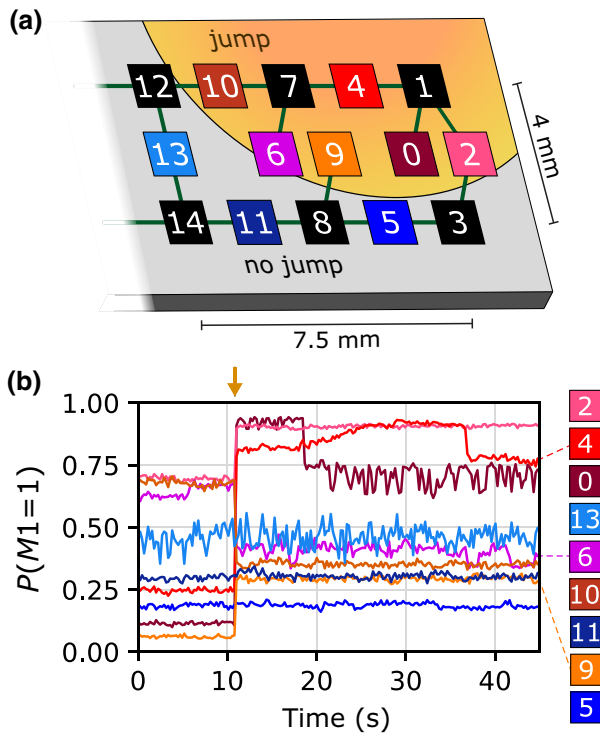 (a)
jump
12 10 7 4 1
13 6 9 0 2
14 11 8 5 3
no jump
4 mm
7.5 mm
(b)
P(M1=1)
1.00
0.75
0.50
0.25
0.00
0 10 20 30 40
Time (s)
2
4
0
13
6
10
11
9
5